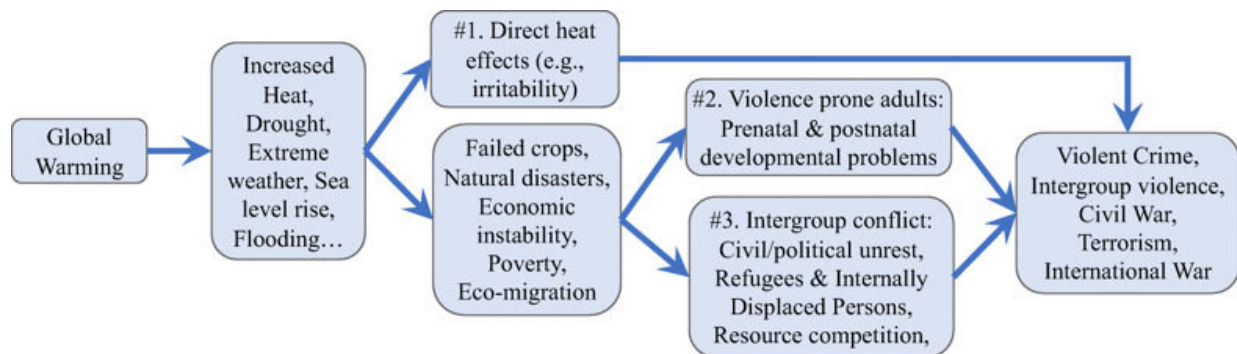 Global
Warming
Increased
Heat,
Drought,
Extreme
weather, Sea
level rise,
Flooding…
#1. Direct heat
effects (e.g.,
irritability)
Failed crops,
Natural disasters,
Economic
instability,
Poverty,
Eco-migration
#2. Violence prone adults:
Prenatal & postnatal
developmental problems
#3. Intergroup conflict:
Civil/political unrest,
Refugees & Internally
Displaced Persons,
Resource competition,
Violent Crime,
Intergroup violence,
Civil War,
Terrorism,
International War